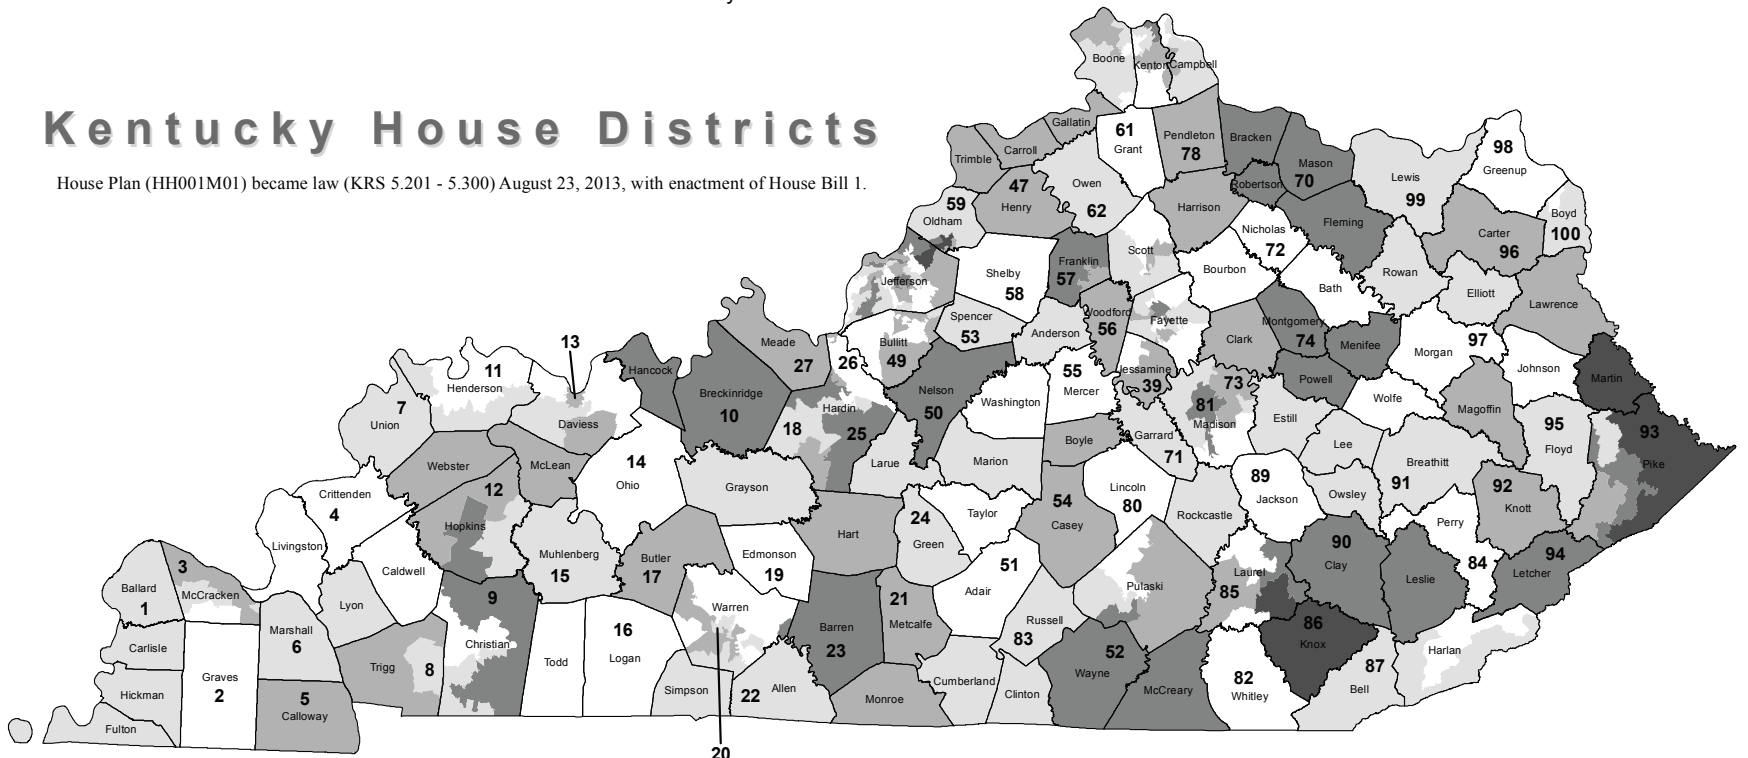 Kentucky House Districts
House Plan (HH001M01) became law (KRS 5.201 - 5.300) August 23, 2013, with enactment of House Bill 1.
Boone
Kenton
Campbell
Gallatin
61
Grant
Pendleton
78
Bracken
Mason
70
Robertson
Lewis
99
98
Greenup
Boyd
100
Trimble
Carroll
47
Henry
Owen
62
Harrison
Nicholas
72
Fleming
Carter
96
59
Oldham
Jefferson
Shelby
58
Franklin
57
Scott
Bourbon
Bath
Rowan
Elliott
Lawrence
Spencer
53
Anderson
Woodford
56
Fayette
Clark
Montgomery
74
Menifee
Morgan
97
Johnson
Martin
13
11
Henderson
Hancock
Meade
27
26
Bullitt
49
Nelson
50
Washington
55
Mercer
Jessamine
39
73
81
Madison
Powell
Estill
Wolfe
Magoffin
95
Floyd
93
Pike
7
Union
Daviess
Breckinridge
10
Hardin
18
25
Larue
Marion
Boyle
Garrard
71
Lee
Breathitt
91
Webster
McLean
14
Ohio
Grayson
12
Hopkins
Crittenden
4
24
Green
Taylor
54
Casey
Lincoln
80
Rockcastle
89
Jackson
Owsley
Perry
84
92
Knott
94
Letcher
Livingston
Caldwell
Muhlenberg
15
Butler
17
Edmonson
19
Hart
51
Adair
Pulaski
Laurel
85
90
Clay
Leslie
Ballard
1
3
McCracken
Lyon
9
Christian
Warren
21
Metcalfe
Barren
23
Russell
83
86
Knox
Harlan
Carlisle
Marshall
6
Graves
2
Trigg
8
Todd
16
Logan
Simpson
22
Allen
Monroe
Cumberland
Clinton
52
Wayne
McCreary
82
Whitley
87
Bell
Hickman
Fulton
5
Calloway
20